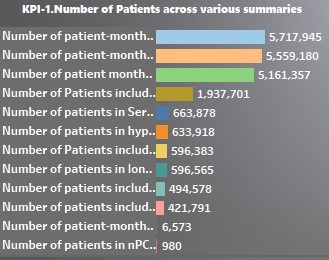 KPI-1.Number of Patients across various summaries
Number of patient-month.. 5,717,945
Number of patient-month.. 5,559,180
Number of patient month.. 5,161,357
Number of Patients includ.. 1,937,701
Number of patients in Ser.. 663,878
Number of patients in hyp.. 633,918
Number of Patients includ.. 596,383
Number of patients in lon.. 596,565
Number of patients includ.. 494,578
Number of patients includ.. 421,791
Number of patient-month.. 6,573
Number of patients in nPC.. 980